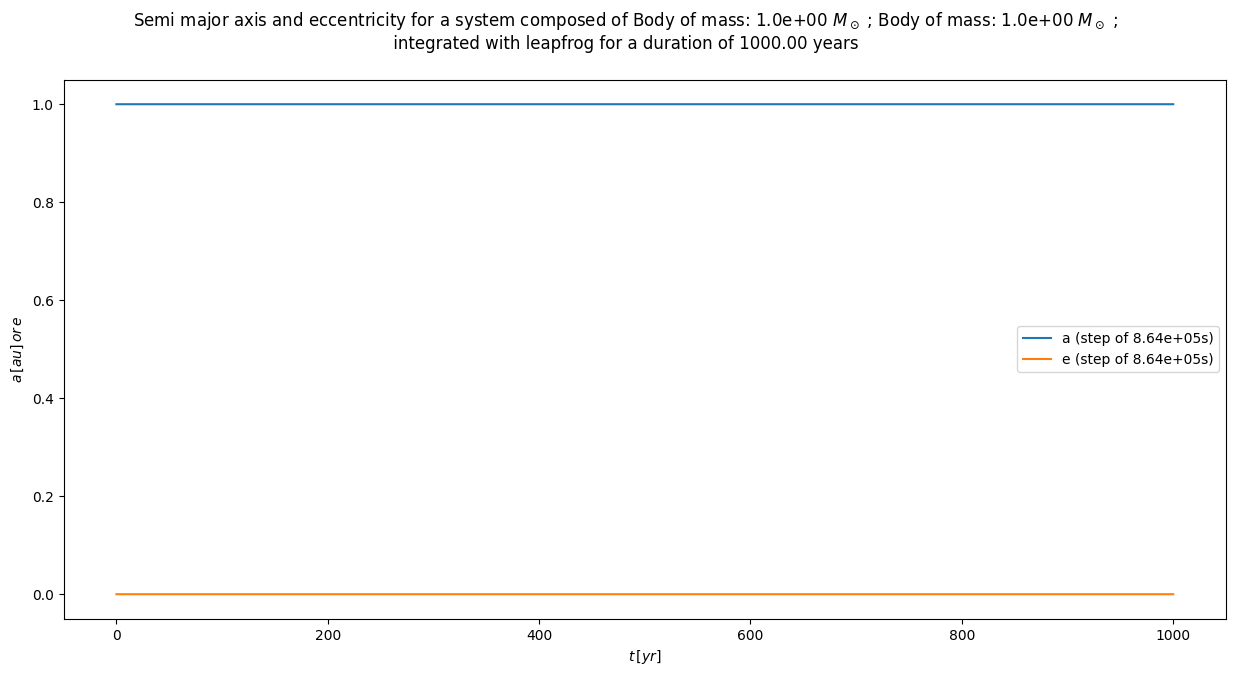 Semi major axis and eccentricity for a system composed of Body of mass: 1.0e+00 $M_\odot$ ; Body of mass: 1.0e+00 $M_\odot$ ;
integrated with leapfrog for a duration of 1000.00 years
1.0
0.8
0.6
0.4
0.2
0.0
a [au] or e
a (step of 8.64e+05s)
e (step of 8.64e+05s)
0
200
400
600
800
1000
t [yr]